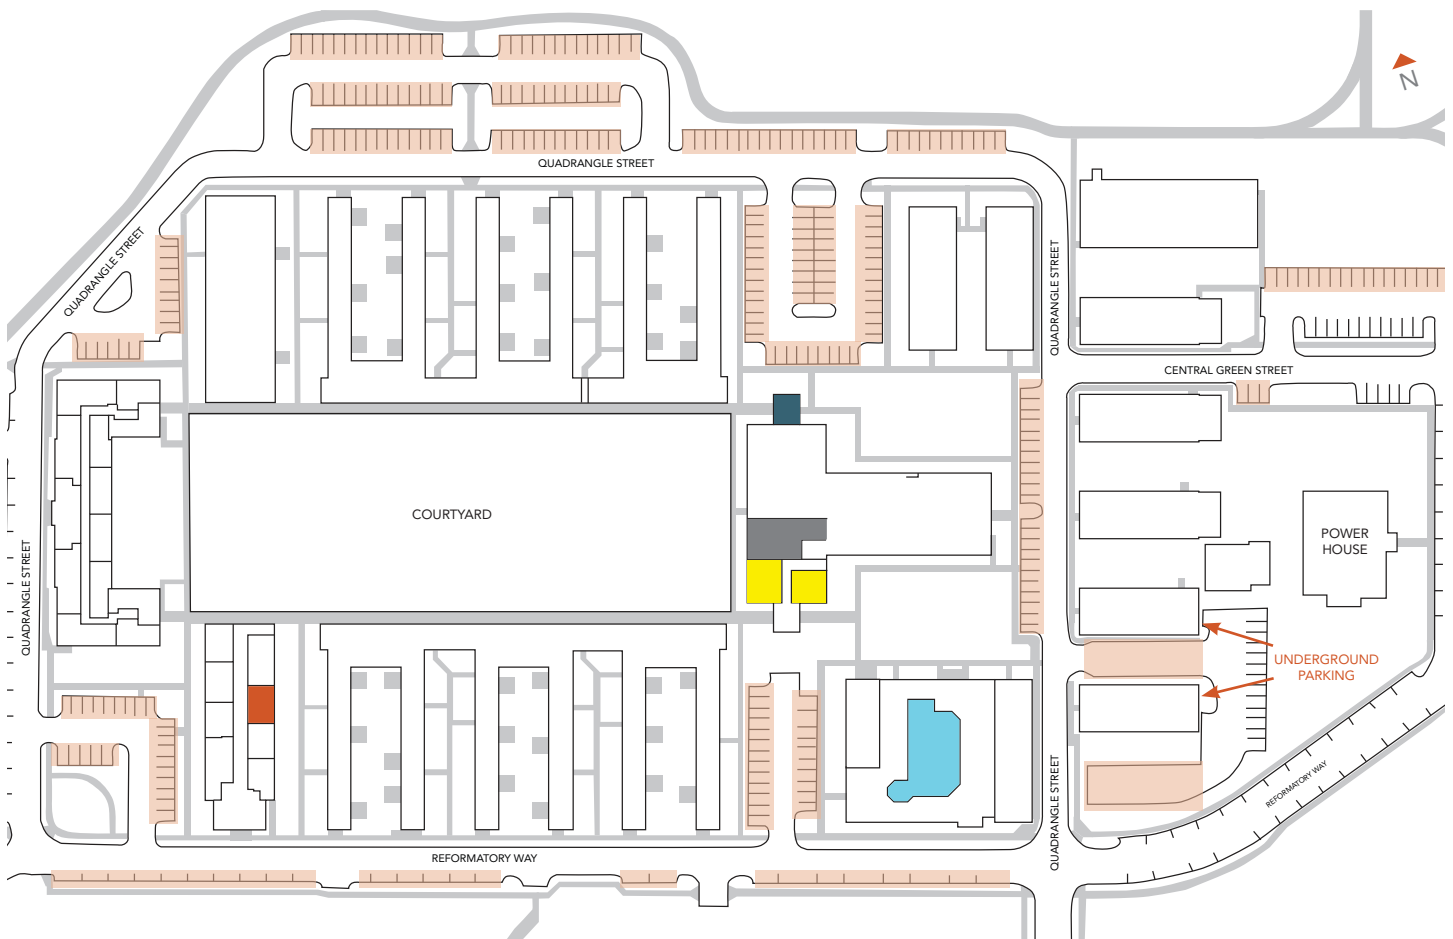 N
QUADRANGLE STREET
QUADRANGLE STREET
QUADRANGLE STREET
CENTRAL GREEN STREET
COURTYARD
POWER
HOUSE
QUADRANGLE STREET
UNDERGROUND
PARKING
REFORMATORY WAY
QUADRANGLE STREET
REFORMATORY WAY